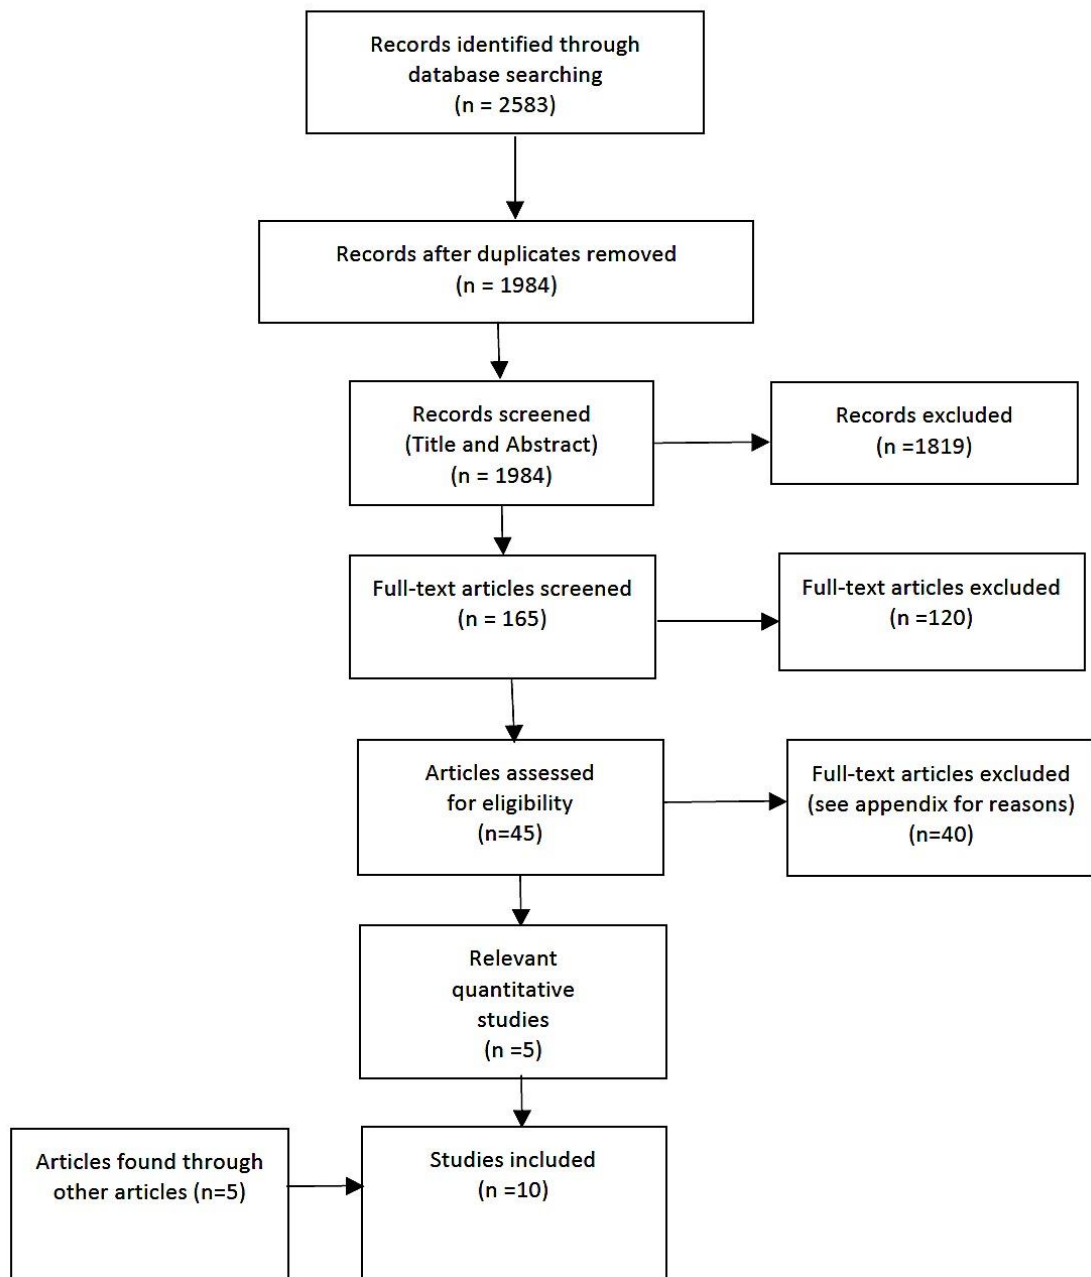 Records identified through
database searching
(n = 2583)
Records after duplicates removed
(n = 1984)
Records screened
(Title and Abstract)
(n = 1984)
Records excluded
(n =1819)
Full-text articles screened
(n = 165)
Full-text articles excluded
(n =120)
Articles assessed
for eligibility
(n=45)
Full-text articles excluded
(see appendix for reasons)
(n=40)
Relevant
quantitative
studies
(n =5)
Articles found through
other articles (n=5)
Studies included
(n =10)